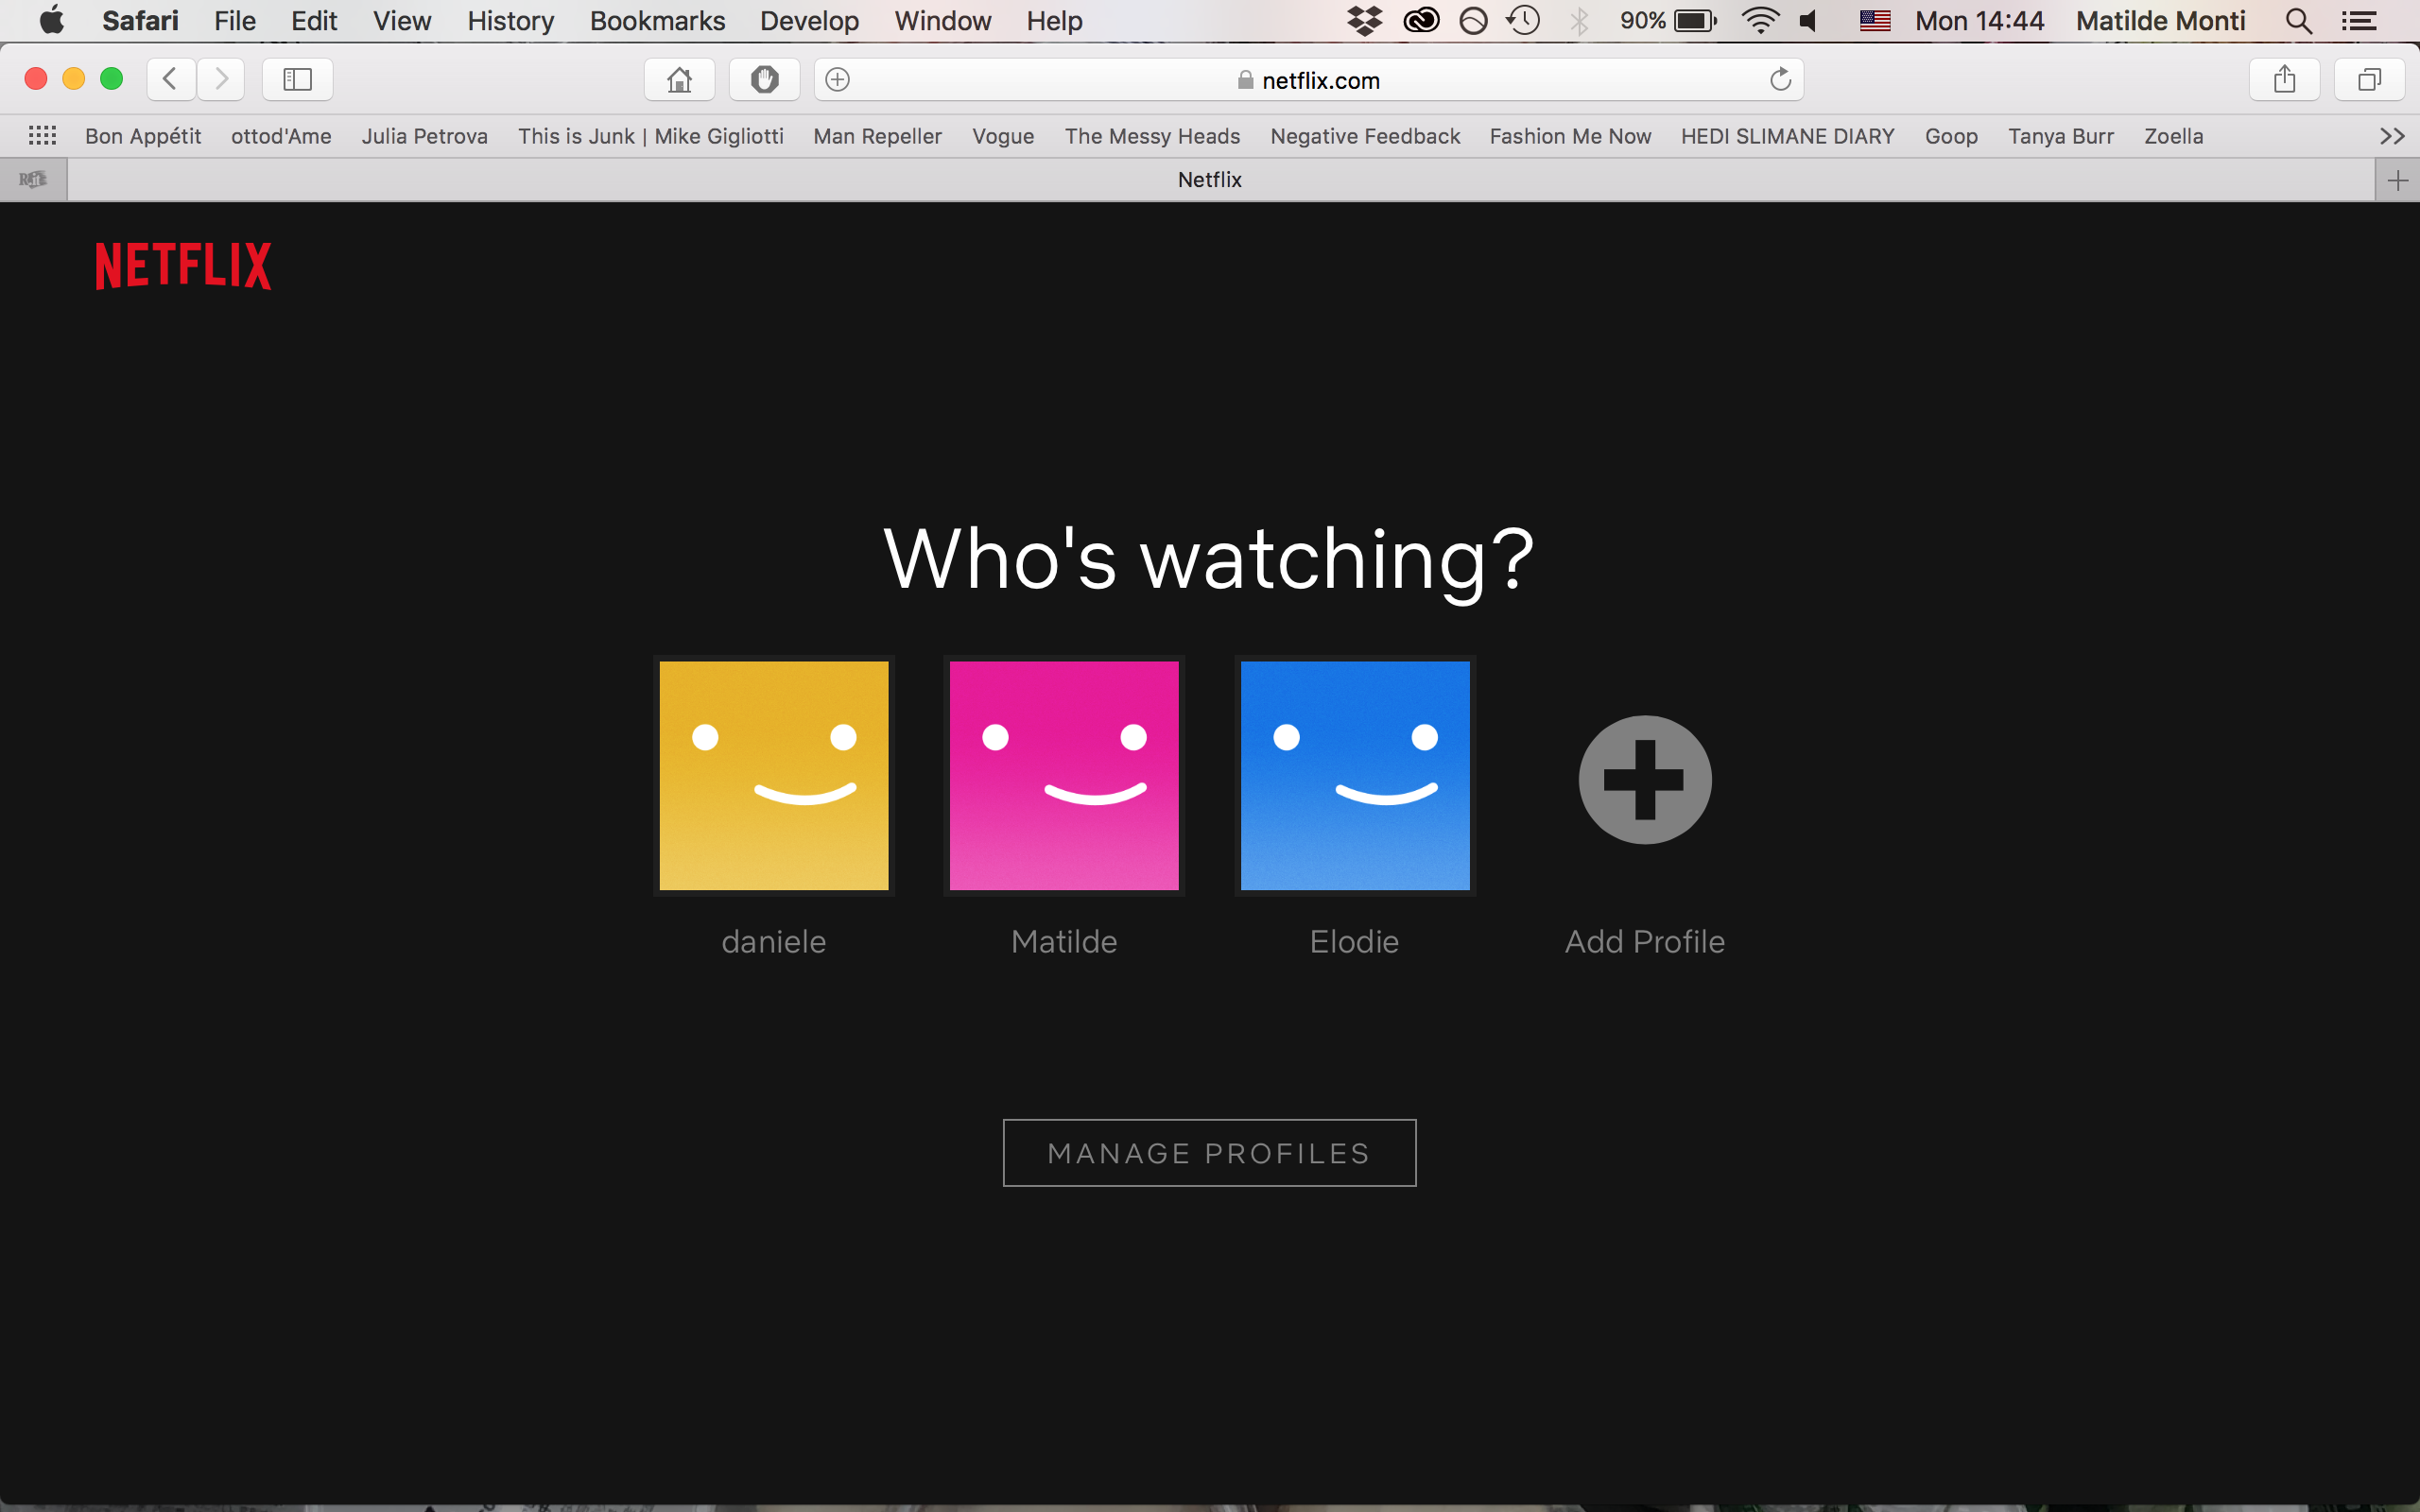 Safari File Edit View History Bookmarks Develop Window Help 90% Mon 14:44 Matilde Monti
netflix.com
Bon Appétit ottod'Ame Julia Petrova This is Junk | Mike Gigliotti Man Repeller Vogue The Messy Heads Negative Feedback Fashion Me Now HEDI SLIMANE DIARY Goop Tanya Burr Zoella
Netflix
NETFLIX
Who's watching?
daniele Matilde Elodie Add Profile
MANAGE PROFILES